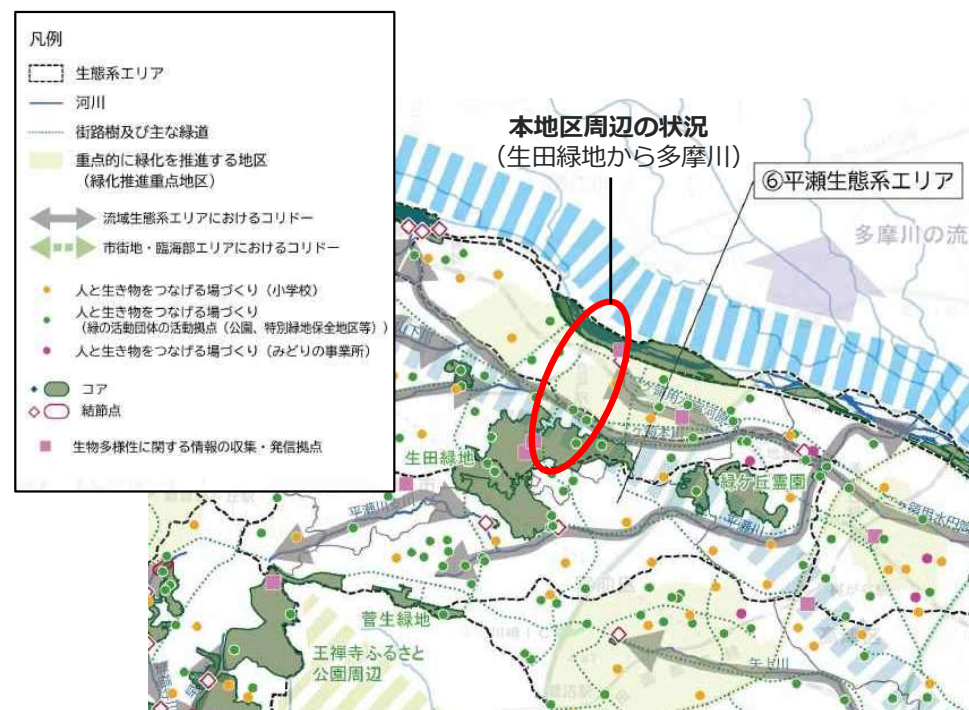 凡例
生態系エリア
河川
街路樹及び主な緑道
重点的に緑化を推進する地区
(緑化推進重点地区)
流域生態系エリアにおけるコリドー
市街地・臨海部エリアにおけるコリドー
人と生き物をつなげる場づくり(小学校)
人と生き物をつなげる場づくり
(緑の活動団体の活動拠点(公園、特別緑地保全地区等))
人と生き物をつなげる場づくり(みどりの事業所)
コア
結節点
生物多様性に関する情報の収集・発信拠点
本地区周辺の状況
(生田緑地から多摩川)
⑥平瀬生態系エリア
多摩川の流
生田緑地
緑ケ丘霊園
平瀬川支川
平瀬川
菅生緑地
王禅寺ふるさと
公園周辺
矢上川